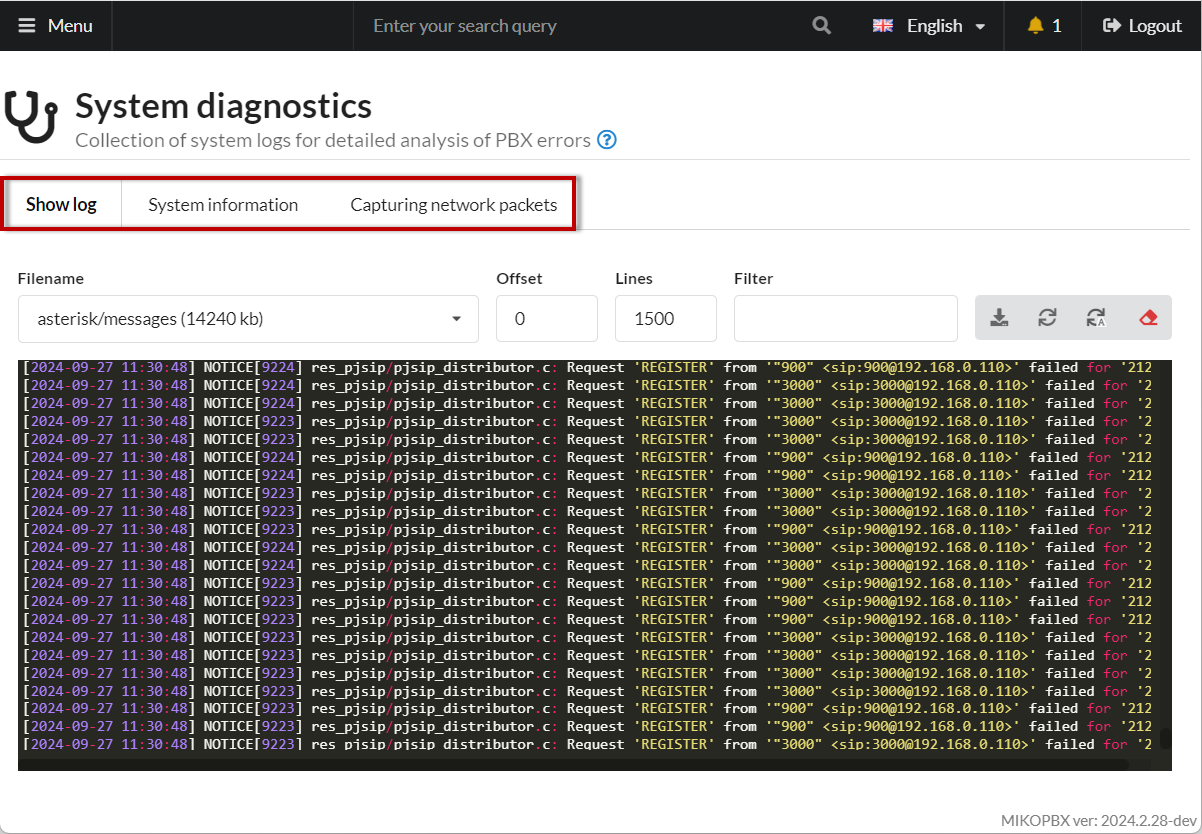 Menu
Enter your search query
English
1
Logout
System diagnostics
Collection of system logs for detailed analysis of PBX errors ?
Show log
System information
Capturing network packets
Filename
Offset
Lines
Filter
asterisk/messages (14240 kb)
0
1500
A
[2024-09-27 11:30:48] NOTICE[9224] res_pjsip/pjsip_distributor.c: Request 'REGISTER' from '"900" <sip:900@192.168.0.110>' failed for '212
[2024-09-27 11:30:48] NOTICE[9224] res_pjsip/pjsip_distributor.c: Request 'REGISTER' from '"3000" <sip:3000@192.168.0.110>' failed for '2
[2024-09-27 11:30:48] NOTICE[9224] res_pjsip/pjsip_distributor.c: Request 'REGISTER' from '"3000" <sip:3000@192.168.0.110>' failed for '2
[2024-09-27 11:30:48] NOTICE[9223] res_pjsip/pjsip_distributor.c: Request 'REGISTER' from '"3000" <sip:3000@192.168.0.110>' failed for '2
[2024-09-27 11:30:48] NOTICE[9223] res_pjsip/pjsip_distributor.c: Request 'REGISTER' from '"3000" <sip:3000@192.168.0.110>' failed for '2
[2024-09-27 11:30:48] NOTICE[9224] res_pjsip/pjsip_distributor.c: Request 'REGISTER' from '"900" <sip:900@192.168.0.110>' failed for '212
[2024-09-27 11:30:48] NOTICE[9224] res_pjsip/pjsip_distributor.c: Request 'REGISTER' from '"900" <sip:900@192.168.0.110>' failed for '212
[2024-09-27 11:30:48] NOTICE[9223] res_pjsip/pjsip_distributor.c: Request 'REGISTER' from '"3000" <sip:3000@192.168.0.110>' failed for '2
[2024-09-27 11:30:48] NOTICE[9223] res_pjsip/pjsip_distributor.c: Request 'REGISTER' from '"3000" <sip:3000@192.168.0.110>' failed for '2
[2024-09-27 11:30:48] NOTICE[9223] res_pjsip/pjsip_distributor.c: Request 'REGISTER' from '"900" <sip:900@192.168.0.110>' failed for '212
[2024-09-27 11:30:48] NOTICE[9224] res_pjsip/pjsip_distributor.c: Request 'REGISTER' from '"3000" <sip:3000@192.168.0.110>' failed for '2
[2024-09-27 11:30:48] NOTICE[9224] res_pjsip/pjsip_distributor.c: Request 'REGISTER' from '"3000" <sip:3000@192.168.0.110>' failed for '2
[2024-09-27 11:30:48] NOTICE[9223] res_pjsip/pjsip_distributor.c: Request 'REGISTER' from '"900" <sip:900@192.168.0.110>' failed for '212
[2024-09-27 11:30:48] NOTICE[9223] res_pjsip/pjsip_distributor.c: Request 'REGISTER' from '"3000" <sip:3000@192.168.0.110>' failed for '2
[2024-09-27 11:30:48] NOTICE[9223] res_pjsip/pjsip_distributor.c: Request 'REGISTER' from '"900" <sip:900@192.168.0.110>' failed for '212
[2024-09-27 11:30:48] NOTICE[9223] res_pjsip/pjsip_distributor.c: Request 'REGISTER' from '"3000" <sip:3000@192.168.0.110>' failed for '2
[2024-09-27 11:30:48] NOTICE[9223] res_pjsip/pjsip_distributor.c: Request 'REGISTER' from '"3000" <sip:3000@192.168.0.110>' failed for '2
[2024-09-27 11:30:48] NOTICE[9223] res_pjsip/pjsip_distributor.c: Request 'REGISTER' from '"3000" <sip:3000@192.168.0.110>' failed for '2
[2024-09-27 11:30:48] NOTICE[9223] res_pjsip/pjsip_distributor.c: Request 'REGISTER' from '"3000" <sip:3000@192.168.0.110>' failed for '2
[2024-09-27 11:30:48] NOTICE[9223] res_pjsip/pjsip_distributor.c: Request 'REGISTER' from '"900" <sip:900@192.168.0.110>' failed for '212
[2024-09-27 11:30:48] NOTICE[9223] res_pjsip/pjsip_distributor.c: Request 'REGISTER' from '"900" <sip:900@192.168.0.110>' failed for '212
[2024-09-27 11:30:48] NOTICE[9223] res_pjsip/pjsip_distributor.c: Request 'REGISTER' from '"3000" <sip:3000@192.168.0.110>' failed for '2
MIKOPBX ver: 2024.2.28-dev